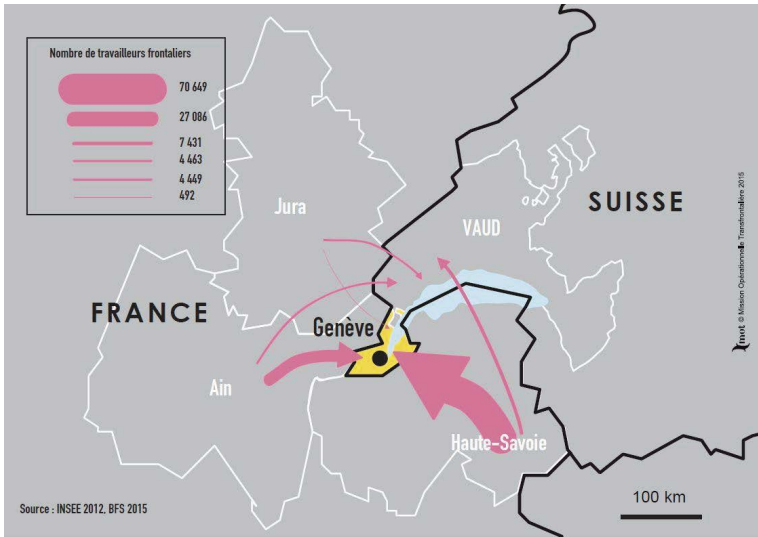 Nombre de travailleurs frontaliers
70 649
27 086
7 431
4 463
4 449
492
Jura
VAUD
SUISSE
FRANCE
Genève
Ain
Haute-Savoie
100 km
Source : INSEE 2012, BFS 2015
mot © Mission Opérationnelle Transfrontalière 2015